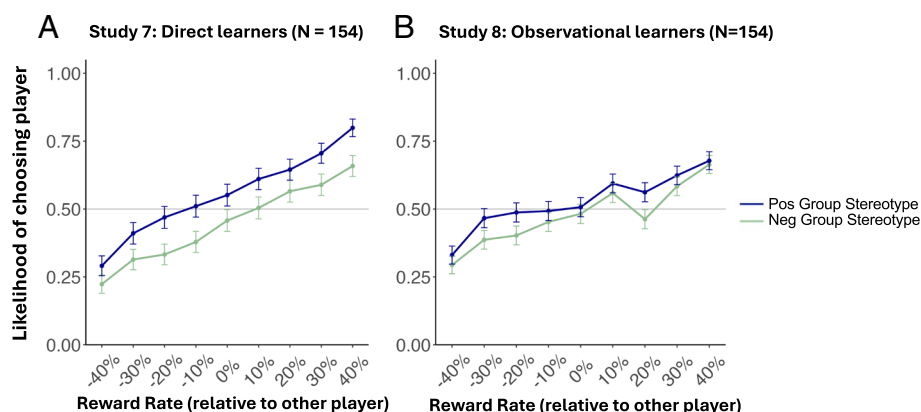 A Study 7: Direct learners (N = 154)
Likelihood of choosing player
1.00
0.75
0.50
0.25
0.00
-40% -30% -20% -10% 0% 10% 20% 30% 40%
Reward Rate (relative to other player)
B Study 8: Observational learners (N=154)
1.00
0.75
0.50
0.25
0.00
-40% -30% -20% -10% 0% 10% 20% 30% 40%
Reward Rate (relative to other player)
Pos Group Stereotype
Neg Group Stereotype